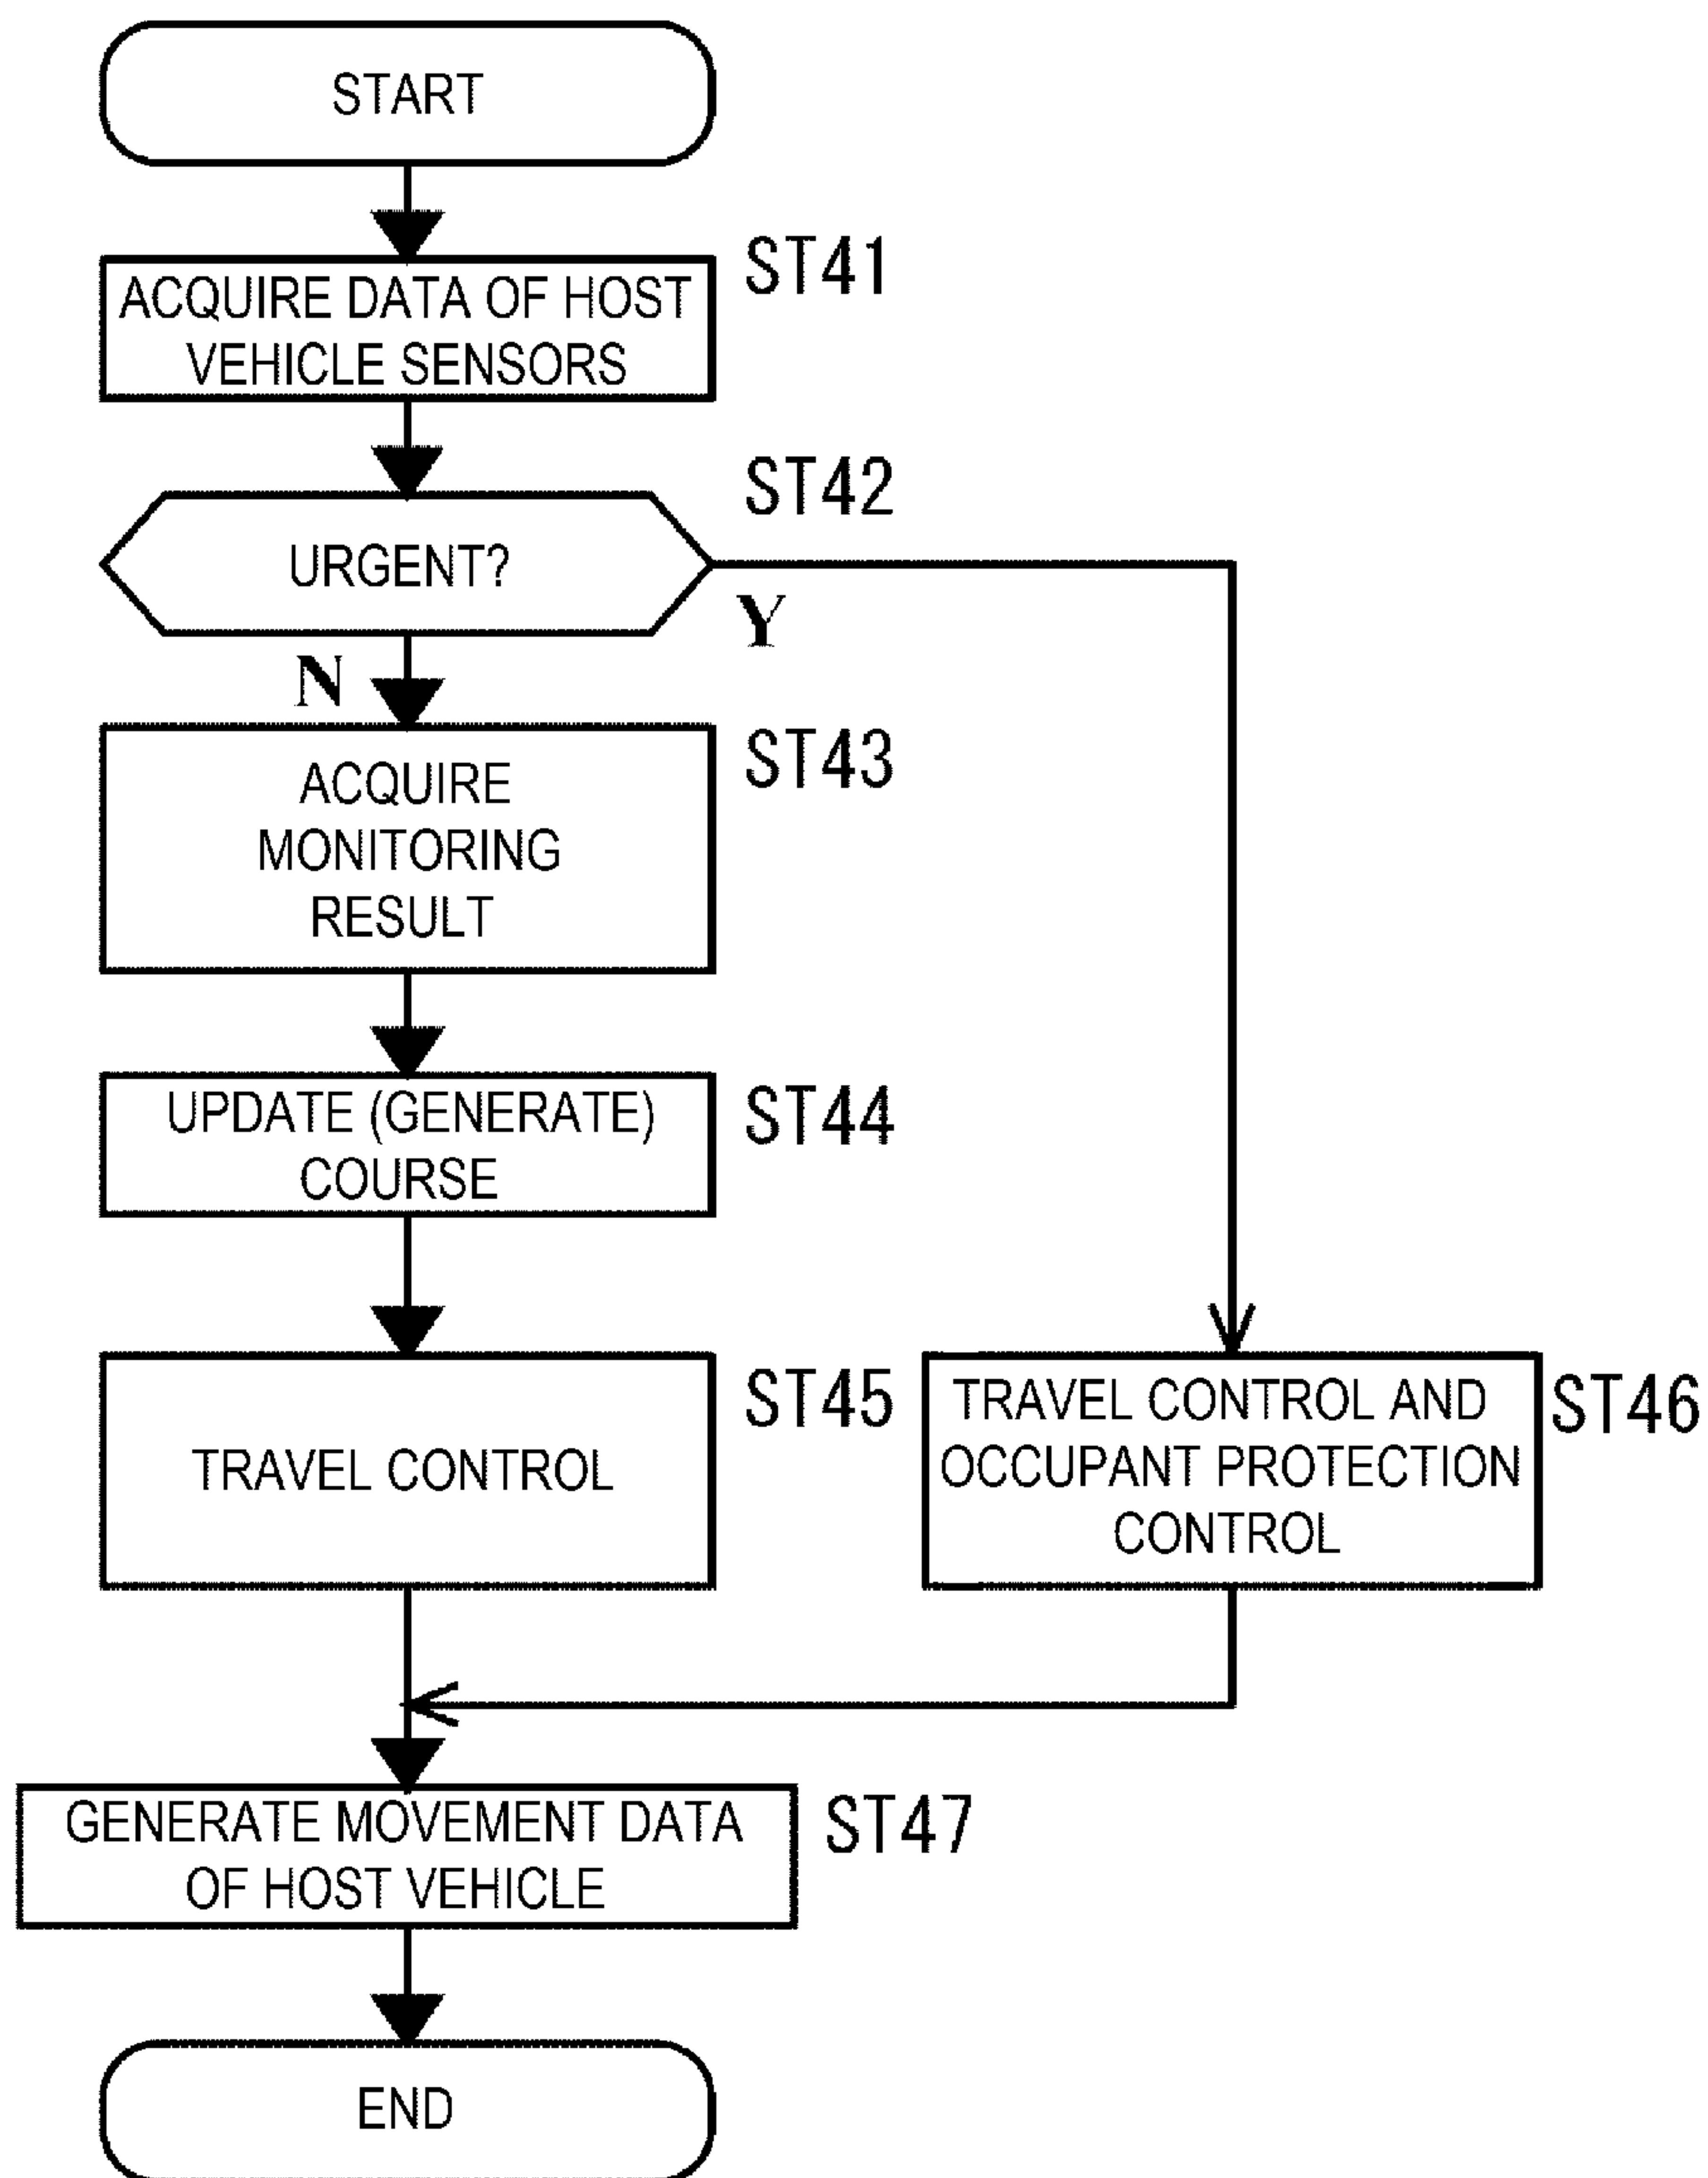 START
ST41
ACQUIRE DATA OF HOST
VEHICLE SENSORS
ST42
URGENT?
Y
N
ST43
ACQUIRE
MONITORING
RESULT
ST44
UPDATE (GENERATE)
COURSE
ST45
TRAVEL CONTROL
ST46
TRAVEL CONTROL AND
OCCUPANT PROTECTION
CONTROL
ST47
GENERATE MOVEMENT DATA
OF HOST VEHICLE
END